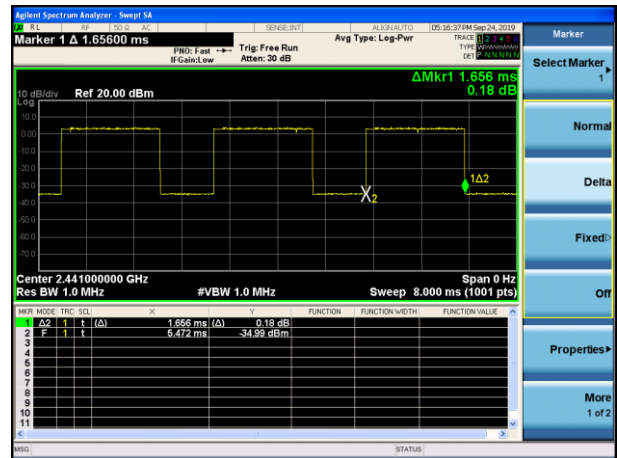 Agilent Spectrum Analyzer - Swept SA
RL RF 50 Ω AC SENSE:INT ALIGNAUTO 05:16:37 PM Sep 24, 2019
Marker 1 Δ 1.65600 ms
PNO: Fast
IFGain:Low
Trig: Free Run
Atten: 30 dB
Avg Type: Log-Pwr
TRACE 1 2 3 4 5 6
TYPE
DET P N N N N N
ΔMkr1 1.656 ms
0.18 dB
10 dB/div Ref 20.00 dBm
Log
10.0
0.00
-10.0
-20.0
-30.0
-40.0
-50.0
-60.0
-70.0
1Δ2
X2
Center 2.441000000 GHz Span 0 Hz
Res BW 1.0 MHz #VBW 1.0 MHz Sweep 8.000 ms (1001 pts)
MKR MODE TRC SCL X Y FUNCTION FUNCTION WIDTH FUNCTION VALUE
1 Δ2 1 t (Δ) 1.656 ms (Δ) 0.18 dB
2 F 1 t 5.472 ms -34.99 dBm
3
4
5
6
7
8
9
10
11
MSG STATUS
Marker
Select Marker
1
Normal
Delta
Fixed
Off
Properties
More
1 of 2